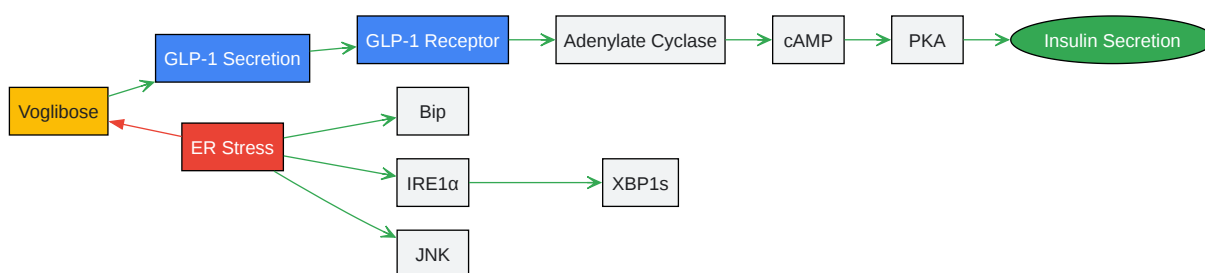 GLP-1 Receptor
Adenylate Cyclase
cAMP
PKA
Insulin Secretion
GLP-1 Secretion
Voglibose
Bip
ER Stress
IRE1α
XBP1s
JNK